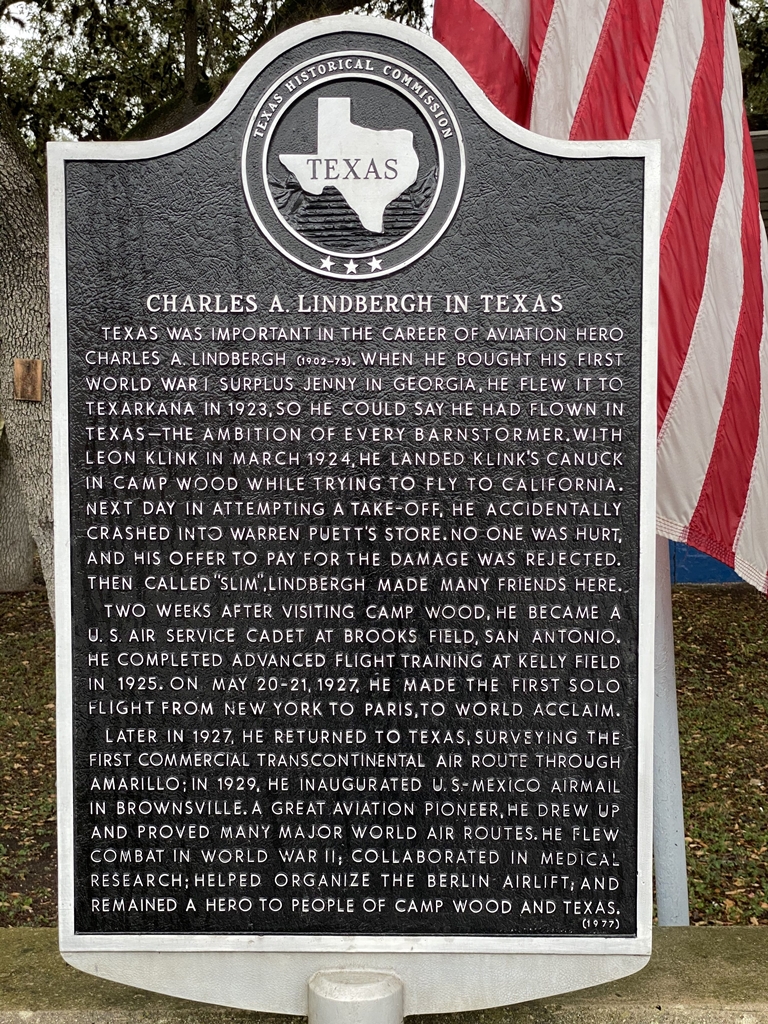 TEXAS HISTORICAL COMMISSION
TEXAS
CHARLES A. LINDBERGH IN TEXAS
TEXAS WAS IMPORTANT IN THE CAREER OF AVIATION HERO
CHARLES A. LINDBERGH (1902-75). WHEN HE BOUGHT HIS FIRST
WORLD WAR I SURPLUS JENNY IN GEORGIA, HE FLEW IT TO
TEXARKANA IN 1923, SO HE COULD SAY HE HAD FLOWN IN
TEXAS—THE AMBITION OF EVERY BARNSTORMER. WITH
LEON KLINK IN MARCH 1924, HE LANDED KLINK'S CANUCK
IN CAMP WOOD WHILE TRYING TO FLY TO CALIFORNIA.
NEXT DAY IN ATTEMPTING A TAKE-OFF, HE ACCIDENTALLY
CRASHED INTO WARREN PUETT'S STORE. NO ONE WAS HURT,
AND HIS OFFER TO PAY FOR THE DAMAGE WAS REJECTED.
THEN CALLED "SLIM", LINDBERGH MADE MANY FRIENDS HERE.
TWO WEEKS AFTER VISITING CAMP WOOD, HE BECAME A
U. S. AIR SERVICE CADET AT BROOKS FIELD, SAN ANTONIO.
HE COMPLETED ADVANCED FLIGHT TRAINING AT KELLY FIELD
IN 1925. ON MAY 20-21, 1927, HE MADE THE FIRST SOLO
FLIGHT FROM NEW YORK TO PARIS, TO WORLD ACCLAIM.
LATER IN 1927, HE RETURNED TO TEXAS, SURVEYING THE
FIRST COMMERCIAL TRANSCONTINENTAL AIR ROUTE THROUGH
AMARILLO; IN 1929, HE INAUGURATED U.S.-MEXICO AIRMAIL
IN BROWNSVILLE. A GREAT AVIATION PIONEER, HE DREW UP
AND PROVED MANY MAJOR WORLD AIR ROUTES. HE FLEW
COMBAT IN WORLD WAR II; COLLABORATED IN MEDICAL
RESEARCH; HELPED ORGANIZE THE BERLIN AIRLIFT; AND
REMAINED A HERO TO PEOPLE OF CAMP WOOD AND TEXAS.
(1977)